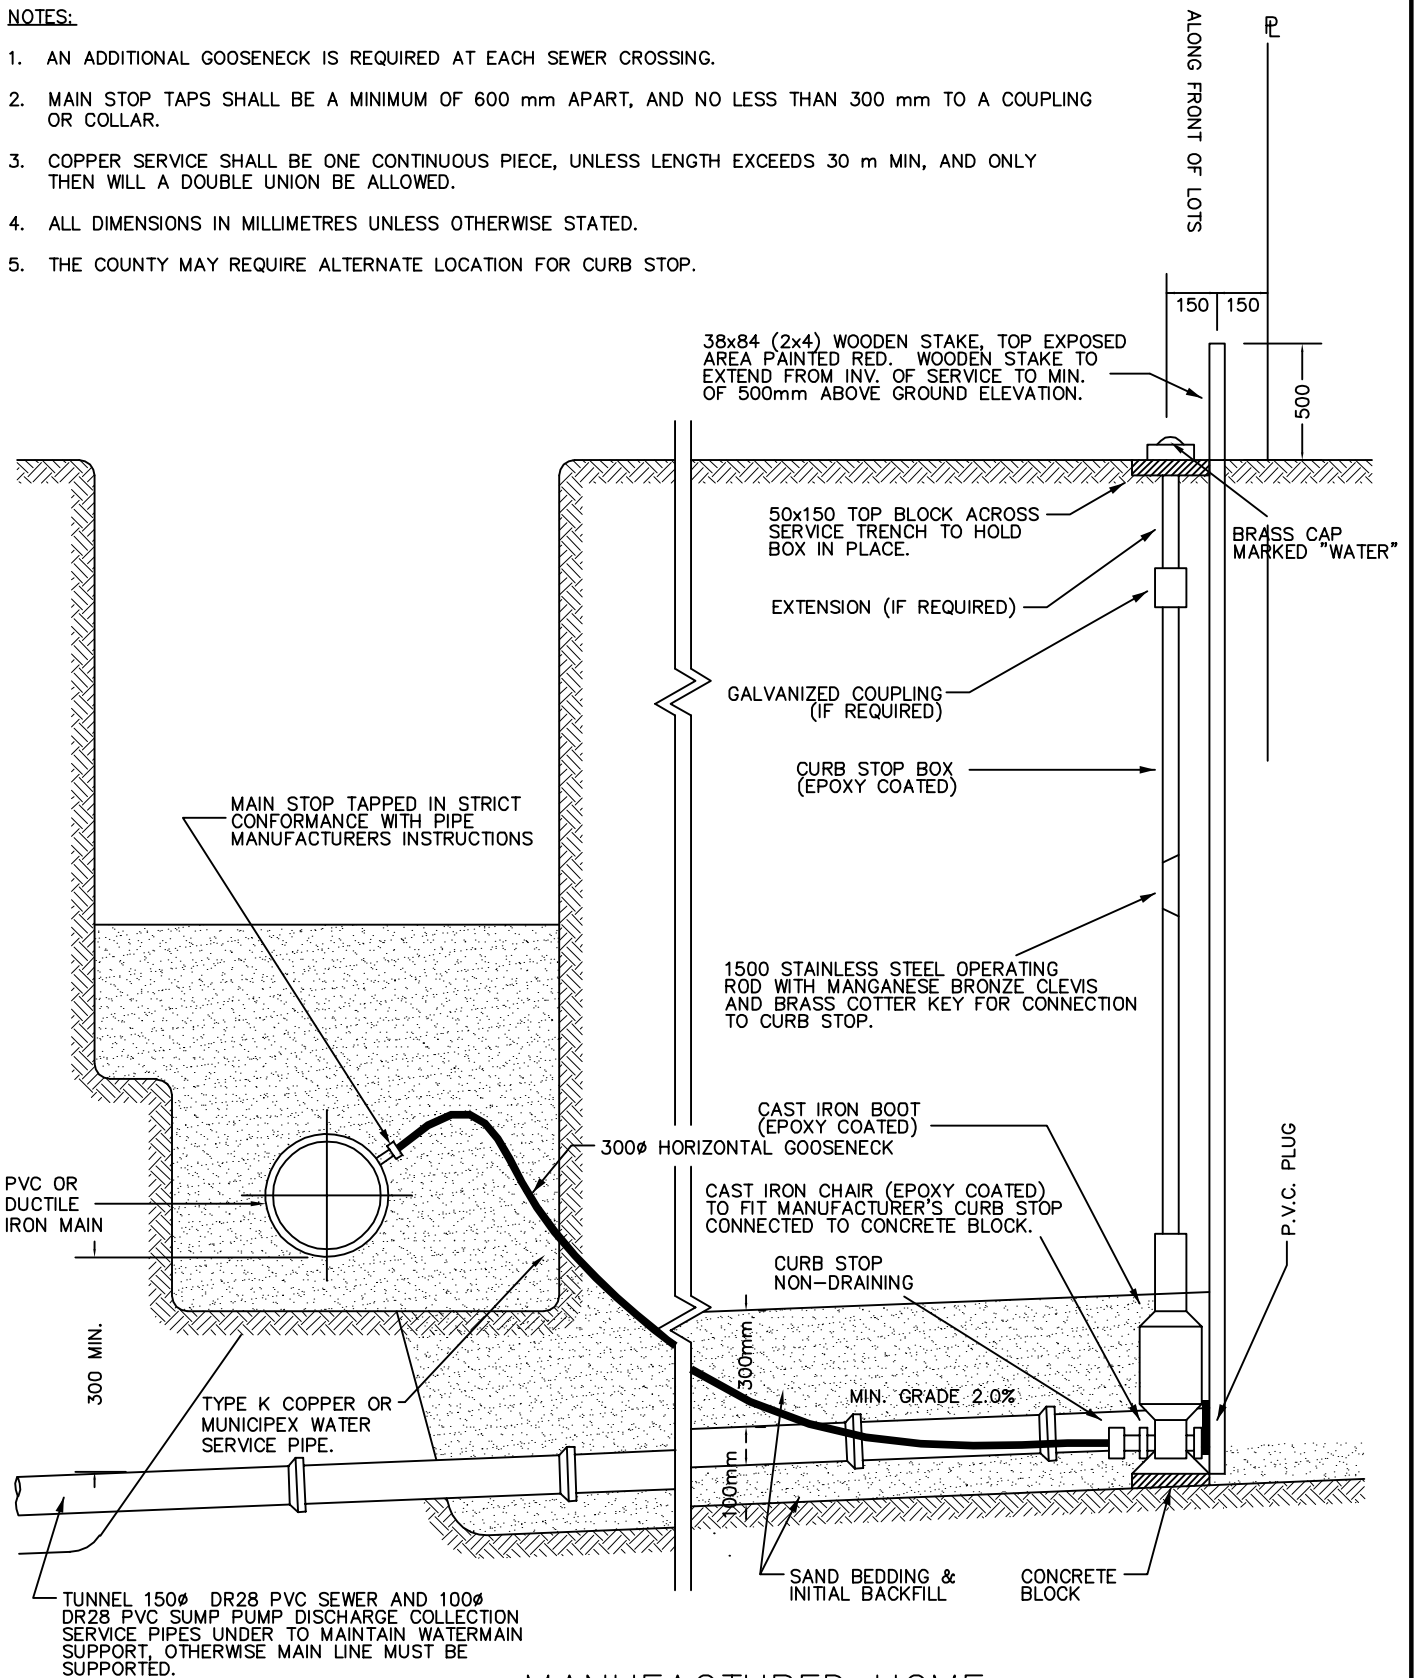 NOTES:
1. AN ADDITIONAL GOOSENECK IS REQUIRED AT EACH SEWER CROSSING.
2. MAIN STOP TAPS SHALL BE A MINIMUM OF 600 mm APART, AND NO LESS THAN 300 mm TO A COUPLING
OR COLLAR.
3. COPPER SERVICE SHALL BE ONE CONTINUOUS PIECE, UNLESS LENGTH EXCEEDS 30 m MIN, AND ONLY
THEN WILL A DOUBLE UNION BE ALLOWED.
4. ALL DIMENSIONS IN MILLIMETRES UNLESS OTHERWISE STATED.
5. THE COUNTY MAY REQUIRE ALTERNATE LOCATION FOR CURB STOP.
ALONG FRONT OF LOTS
PL
150
150
38x84 (2x4) WOODEN STAKE, TOP EXPOSED
AREA PAINTED RED. WOODEN STAKE TO
EXTEND FROM INV. OF SERVICE TO MIN.
OF 500mm ABOVE GROUND ELEVATION.
500
50x150 TOP BLOCK ACROSS
SERVICE TRENCH TO HOLD
BOX IN PLACE.
BRASS CAP
MARKED "WATER"
EXTENSION (IF REQUIRED)
GALVANIZED COUPLING
(IF REQUIRED)
CURB STOP BOX
(EPOXY COATED)
MAIN STOP TAPPED IN STRICT
CONFORMANCE WITH PIPE
MANUFACTURERS INSTRUCTIONS
1500 STAINLESS STEEL OPERATING
ROD WITH MANGANESE BRONZE CLEVIS
AND BRASS COTTER KEY FOR CONNECTION
TO CURB STOP.
CAST IRON BOOT
(EPOXY COATED)
300ø HORIZONTAL GOOSENECK
P.V.C. PLUG
PVC OR
DUCTILE
IRON MAIN
CAST IRON CHAIR (EPOXY COATED)
TO FIT MANUFACTURER'S CURB STOP
CONNECTED TO CONCRETE BLOCK.
CURB STOP
NON-DRAINING
300 MIN.
300mm
MIN. GRADE 2.0%
TYPE K COPPER OR
MUNICIPEX WATER
SERVICE PIPE.
100mm
SAND BEDDING &
INITIAL BACKFILL
CONCRETE
BLOCK
TUNNEL 150ø DR28 PVC SEWER AND 100ø
DR28 PVC SUMP PUMP DISCHARGE COLLECTION
SERVICE PIPES UNDER TO MAINTAIN WATERMAIN
SUPPORT, OTHERWISE MAIN LINE MUST BE
SUPPORTED.
MANUFACTURED HOME